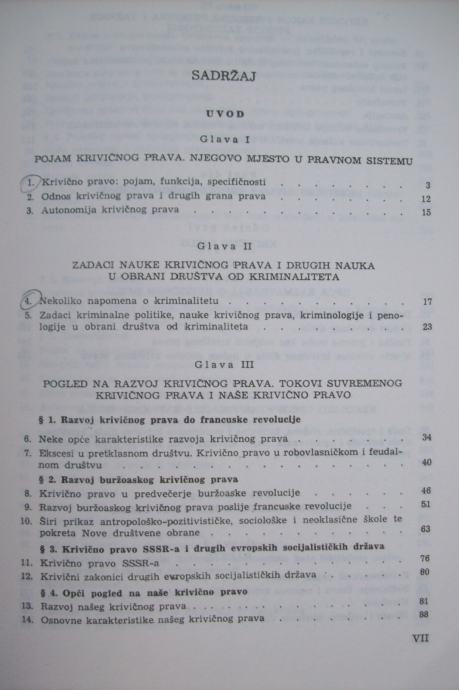 SADRŽAJ
UVOD
Glava I
POJAM KRIVIČNOG PRAVA. NJEGOVO MJESTO U PRAVNOM SISTEMU
1. Krivično pravo: pojam, funkcija, specifičnosti . . . . . . . . 3
2. Odnos krivičnog prava i drugih grana prava . . . . . . . . 12
3. Autonomija krivičnog prava . . . . . . . . . . . . 15
Glava II
ZADACI NAUKE KRIVIČNOG PRAVA I DRUGIH NAUKA
U OBRANI DRUŠTVA OD KRIMINALITETA
4. Nekoliko napomena o kriminalitetu . . . . . . . . . . 17
5. Zadaci kriminalne politike, nauke krivičnog prava, kriminologije i peno-
logije u obrani društva od kriminaliteta . . . . . . . . . 23
Glava III
POGLED NA RAZVOJ KRIVIČNOG PRAVA. TOKOVI SUVREMENOG
KRIVIČNOG PRAVA I NAŠE KRIVIČNO PRAVO
§ 1. Razvoj krivičnog prava do francuske revolucije
6. Neke opće karakteristike razvoja krivičnog prava . . . . . . . 34
7. Ekscesi u pretklasnom društvu. Krivično pravo u robovlasničkom i feudal-
nom društvu . . . . . . . . . . . . . . . 40
§ 2. Razvoj buržoaskog krivičnog prava
8. Krivično pravo u predvečerje buržoaske revolucije . . . . . . 46
9. Razvoj buržoaskog krivičnog prava poslije francuske revolucije . . . . 51
10. Širi prikaz antropološko-pozitivističke, sociološke i neoklasične škole te
pokreta Nove društvene obrane . . . . . . . . . . . 63
§ 3. Krivično pravo SSSR-a i drugih evropskih socijalističkih država
11. Krivično pravo SSSR-a . . . . . . . . . . . . . 76
12. Krivični zakonici drugih evropskih socijalističkih država . . . . . . 80
§ 4. Opći pogled na naše krivično pravo
13. Razvoj našeg krivičnog prava . . . . . . . . . . . . 81
14. Osnovne karakteristike našeg krivičnog prava . . . . . . . . 88
VII